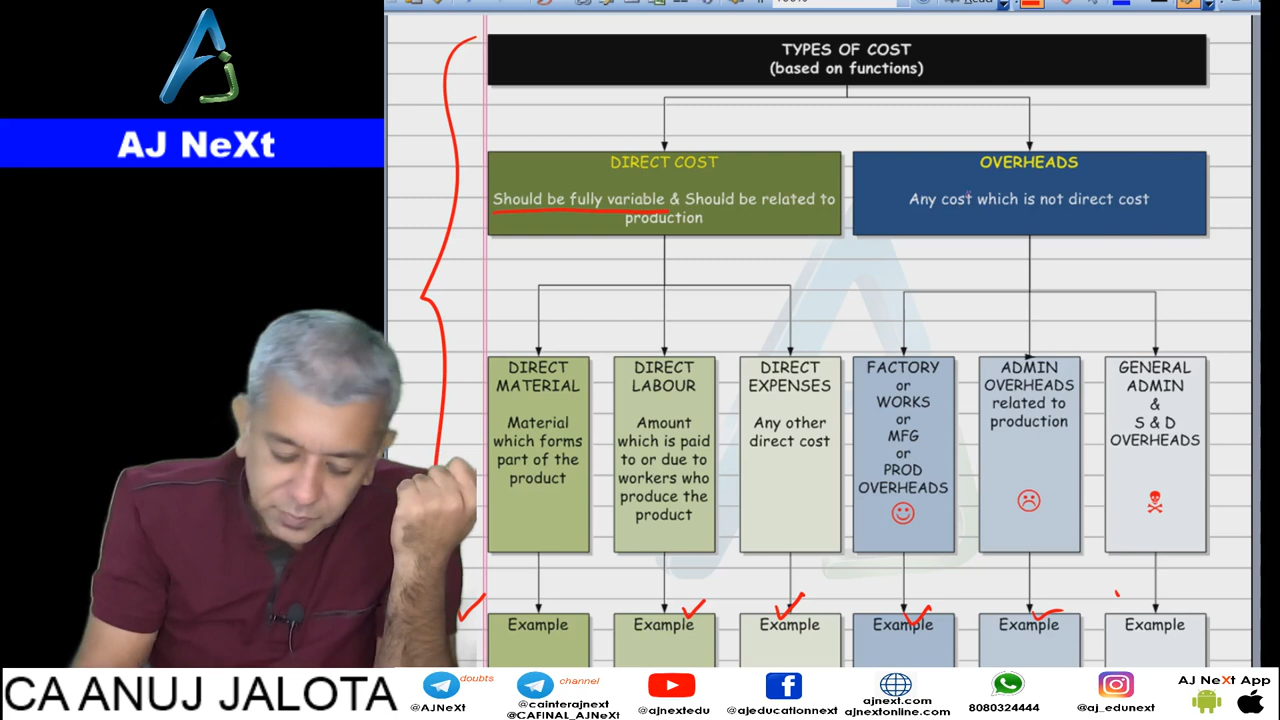 AJ NeXt
TYPES OF COST
(based on functions)
DIRECT COST
Should be fully variable & Should be related to
production
OVERHEADS
Any cost which is not direct cost
DIRECT
MATERIAL
Material
which forms
part of the
product
DIRECT
LABOUR
Amount
which is paid
to or due to
workers who
produce the
product
DIRECT
EXPENSES
Any other
direct cost
FACTORY
or
WORKS
or
MFG
or
PROD
OVERHEADS
ADMIN
OVERHEADS
related to
production
GENERAL
ADMIN
&
S & D
OVERHEADS
Example
Example
Example
Example
Example
Example
CA ANUJ JALOTA
doubts
@AJNeXt
channel
@cainterajnext
@CAFINAL_AJNeXt
@ajnextedu
@ajeducationnext
ajnext.com
ajnextonline.com
8080324444
@aj_edunext
AJ NeXt App